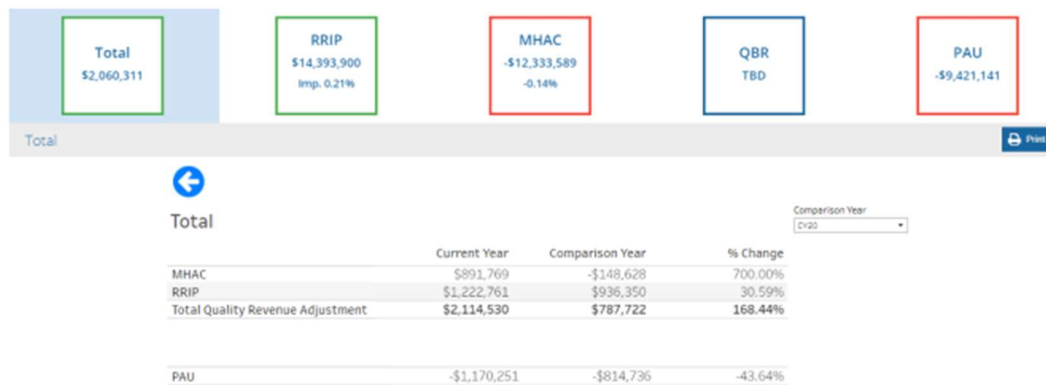 Total
$2,060,311
RRIP
$14,393,900
Imp. 0.21%
MHAC
-$12,333,589
-0.14%
QBR
TBD
PAU
-$9,421,141
Total
Print
Total
Comparison Year
CY20
Current Year Comparison Year % Change
MHAC $891,769 -$148,628 700.00%
RRIP $1,222,761 $936,350 30.59%
Total Quality Revenue Adjustment $2,114,530 $787,722 168.44%
PAU -$1,170,251 -$814,736 -43.64%